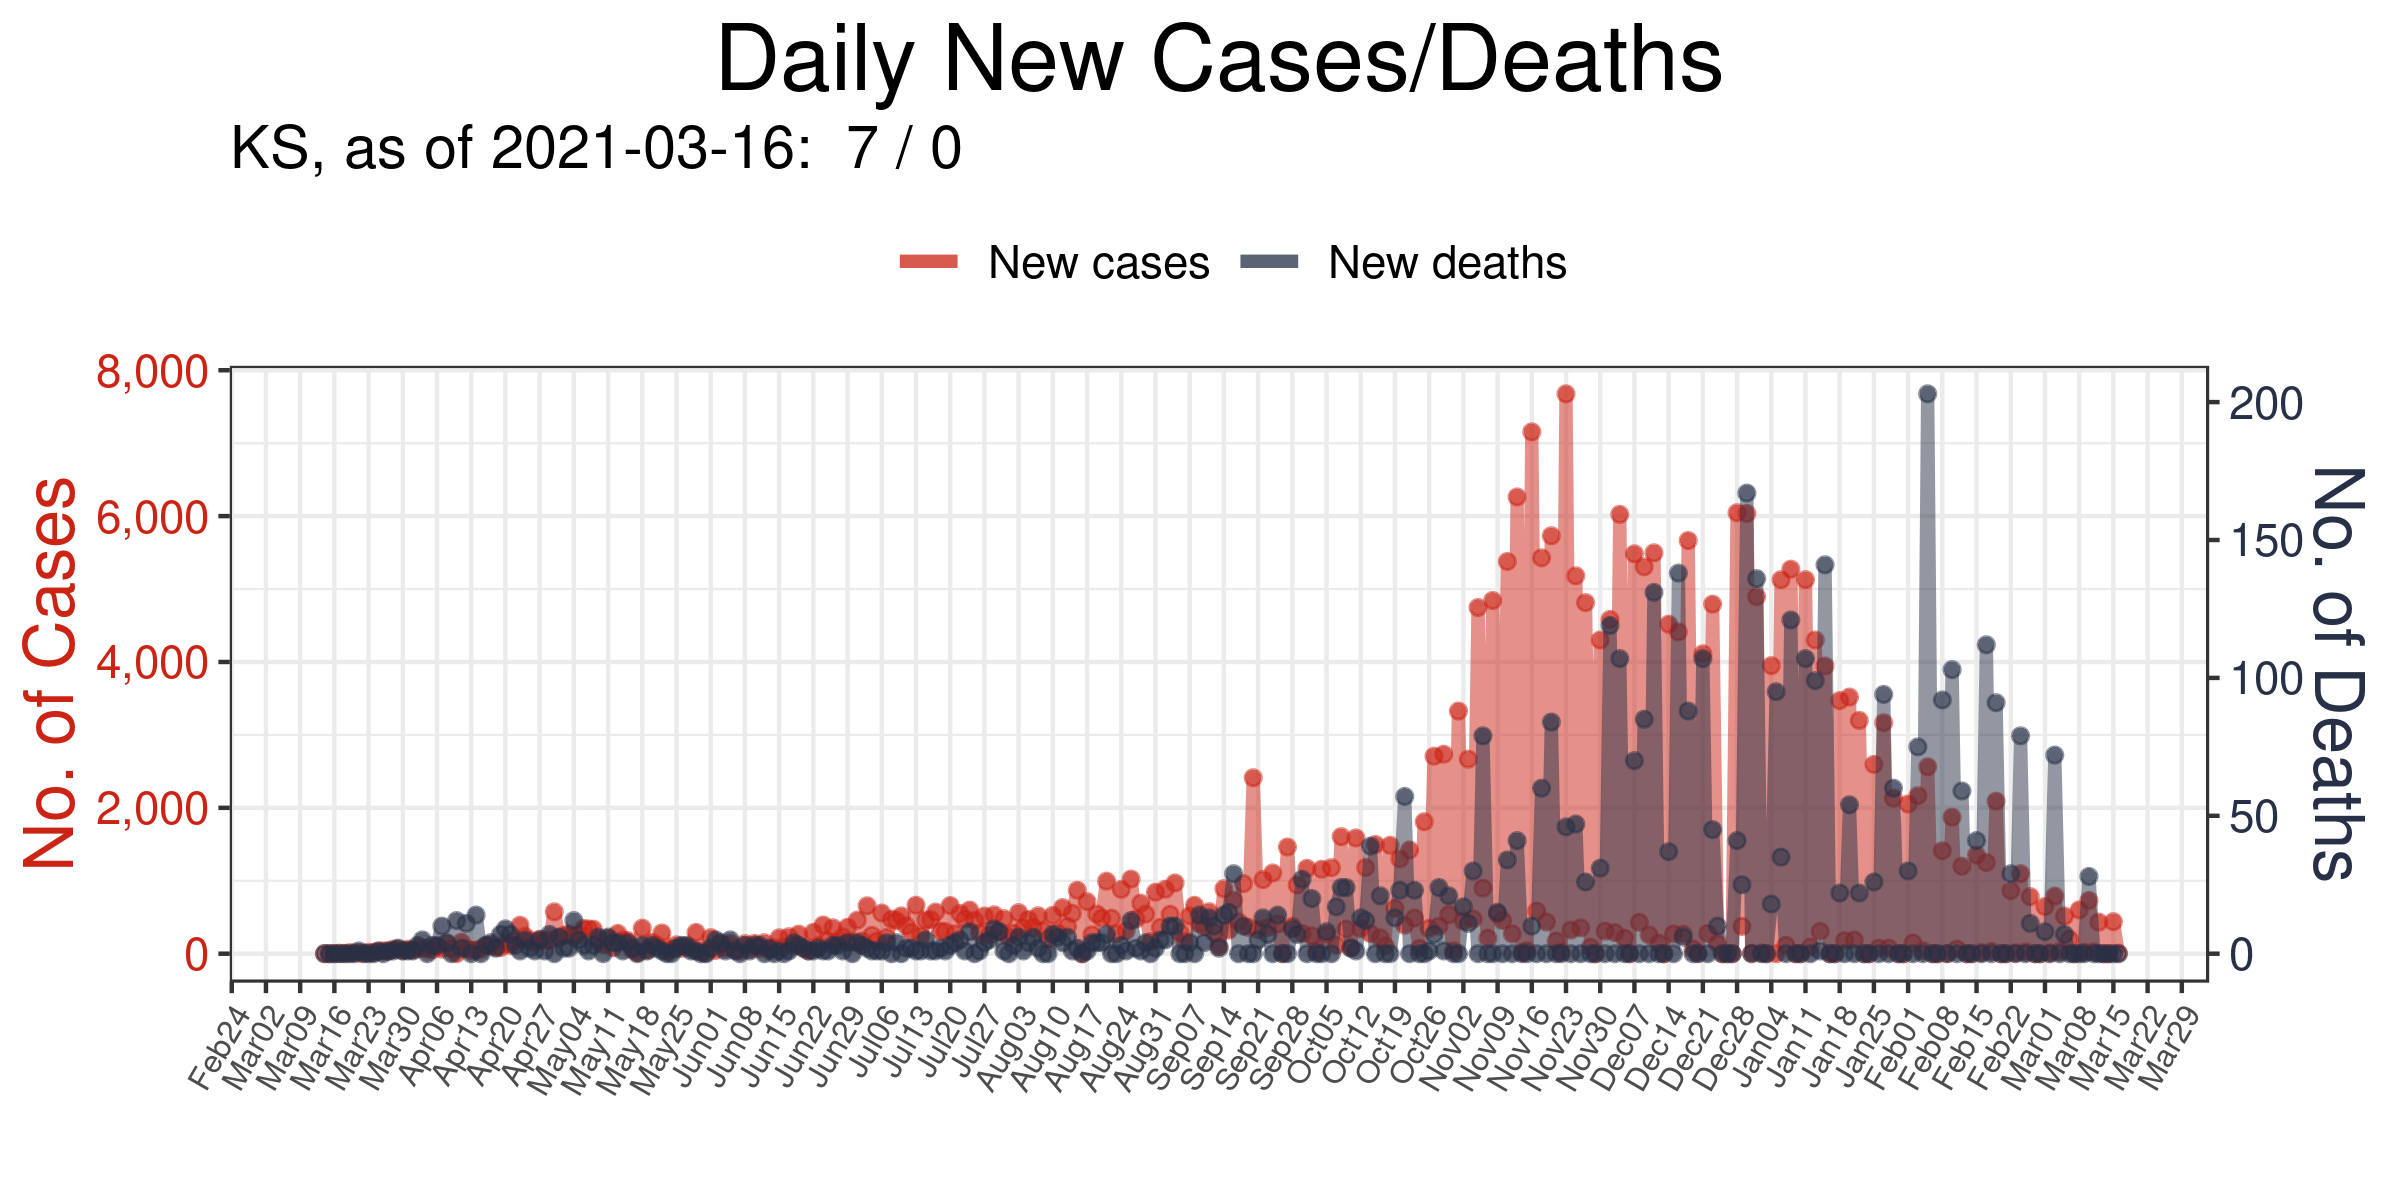 Daily New Cases/Deaths
KS, as of 2021-03-16:  7 / 0
New cases
New deaths
No. of Cases
8,000
6,000
4,000
2,000
0
200
150
100
50
0
No. of Deaths
Feb24
Mar02
Mar09
Mar16
Mar23
Mar30
Apr06
Apr13
Apr20
Apr27
May04
May11
May18
May25
Jun01
Jun08
Jun15
Jun22
Jun29
Jul06
Jul13
Jul20
Jul27
Aug03
Aug10
Aug17
Aug24
Aug31
Sep07
Sep14
Sep21
Sep28
Oct05
Oct12
Oct19
Oct26
Nov02
Nov09
Nov16
Nov23
Nov30
Dec07
Dec14
Dec21
Dec28
Jan04
Jan11
Jan18
Jan25
Feb01
Feb08
Feb15
Feb22
Mar01
Mar08
Mar15
Mar22
Mar29